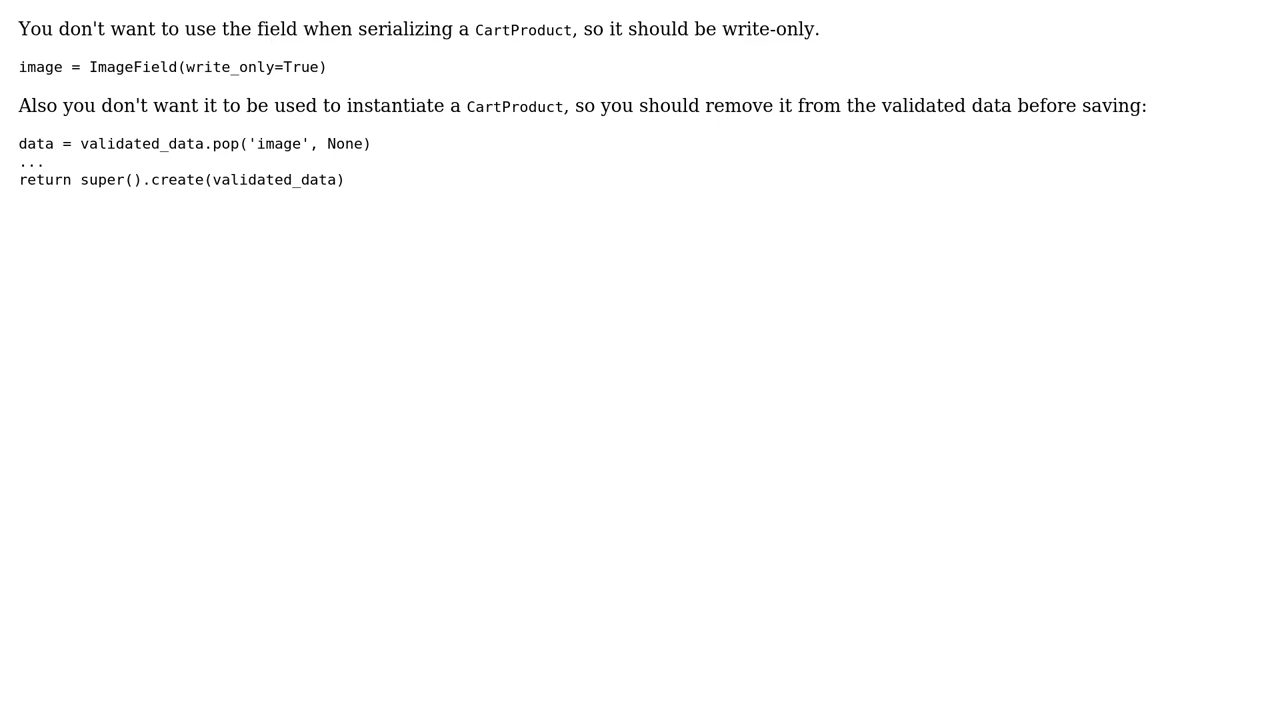 You don't want to use the field when serializing a CartProduct, so it should be write-only.
image = ImageField(write_only=True)
Also you don't want it to be used to instantiate a CartProduct, so you should remove it from the validated data before saving:
data = validated_data.pop('image', None)
...
return super().create(validated_data)